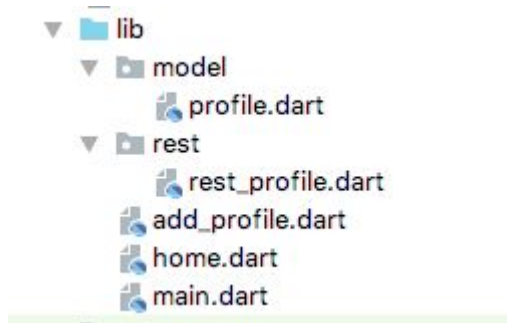 lib
model
profile.dart
rest
rest_profile.dart
add_profile.dart
home.dart
main.dart